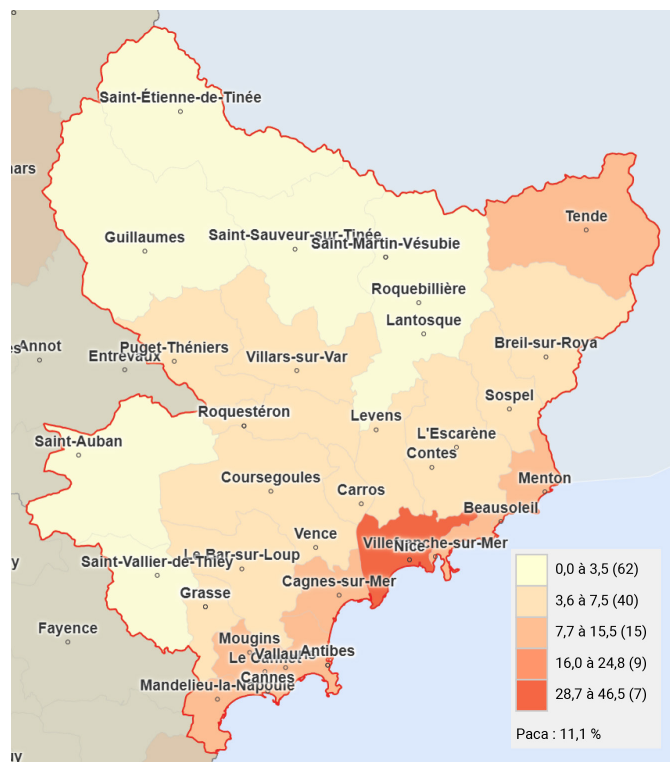 Saint-Étienne-de-Tinée
ars
Tende
Guillaumes
Saint-Sauveur-sur-Tinée
Saint-Martin-Vésubie
Roquebillière
Lantosque
Annot
Entrevaux
Puget-Théniers
Villars-sur-Var
Breil-sur-Roya
Sospel
Roquestéron
Levens
L'Escarène
Saint-Auban
Contes
Coursegoules
Carros
Menton
Beausoleil
Vence
Villefranche-sur-Mer
Nice
Le Bar-sur-Loup
Saint-Vallier-de-Thiey
Cagnes-sur-Mer
Grasse
Fayence
Mougins
Le Cannet
Vallauris
Antibes
Cannes
Mandelieu-la-Napoule
0,0 à 3,5 (62)
3,6 à 7,5 (40)
7,7 à 15,5 (15)
16,0 à 24,8 (9)
28,7 à 46,5 (7)
Paca : 11,1 %